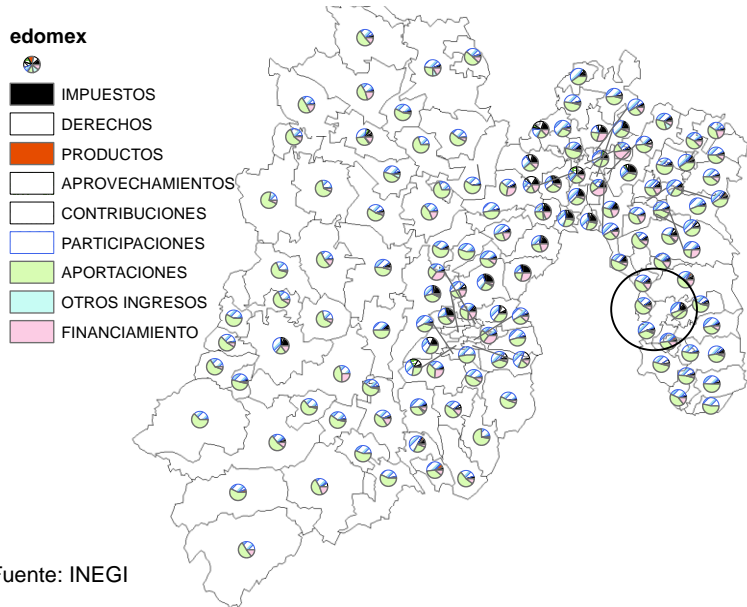 edomex
IMPUESTOS
DERECHOS
PRODUCTOS
APROVECHAMIENTOS
CONTRIBUCIONES
PARTICIPACIONES
APORTACIONES
OTROS INGRESOS
FINANCIAMIENTO
Fuente: INEGI